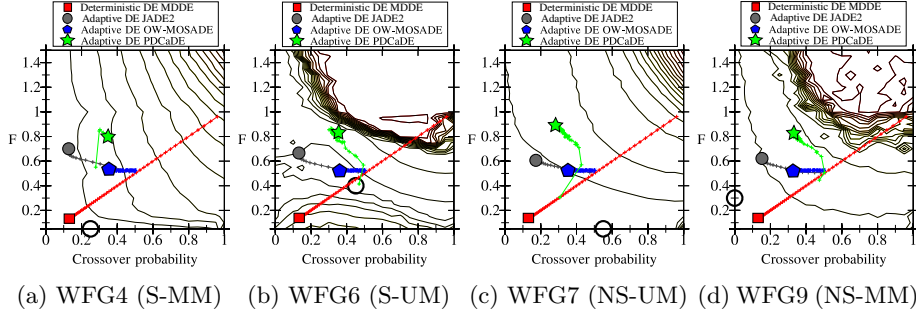 Deterministic DE MDDE
Adaptive DE JADE2
Adaptive DE OW-MOSADE
Adaptive DE PDCaDE
1.4
1.2
1
F
0.8
0.6
0.4
0.2
0 0.2 0.4 0.6 0.8 1
Crossover probability
(a) WFG4 (S-MM)
Deterministic DE MDDE
Adaptive DE JADE2
Adaptive DE OW-MOSADE
Adaptive DE PDCaDE
1.4
1.2
1
F
0.8
0.6
0.4
0.2
0 0.2 0.4 0.6 0.8 1
Crossover probability
(b) WFG6 (S-UM)
Deterministic DE MDDE
Adaptive DE JADE2
Adaptive DE OW-MOSADE
Adaptive DE PDCaDE
1.4
1.2
1
F
0.8
0.6
0.4
0.2
0 0.2 0.4 0.6 0.8 1
Crossover probability
(c) WFG7 (NS-UM)
Deterministic DE MDDE
Adaptive DE JADE2
Adaptive DE OW-MOSADE
Adaptive DE PDCaDE
1.4
1.2
1
F
0.8
0.6
0.4
0.2
0 0.2 0.4 0.6 0.8 1
Crossover probability
(d) WFG9 (NS-MM)